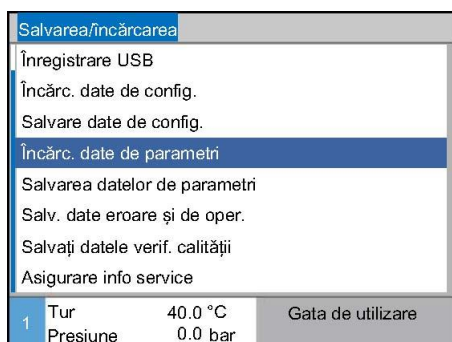 Salvarea/încărcarea
Înregistrare USB
Încărc. date de config.
Salvare date de config.
Încărc. date de parametri
Salvarea datelor de parametri
Salv. date eroare și de oper.
Salvați datele verif. calității
Asigurare info service
1 Tur 40.0 °C Gata de utilizare
Presiune 0.0 bar